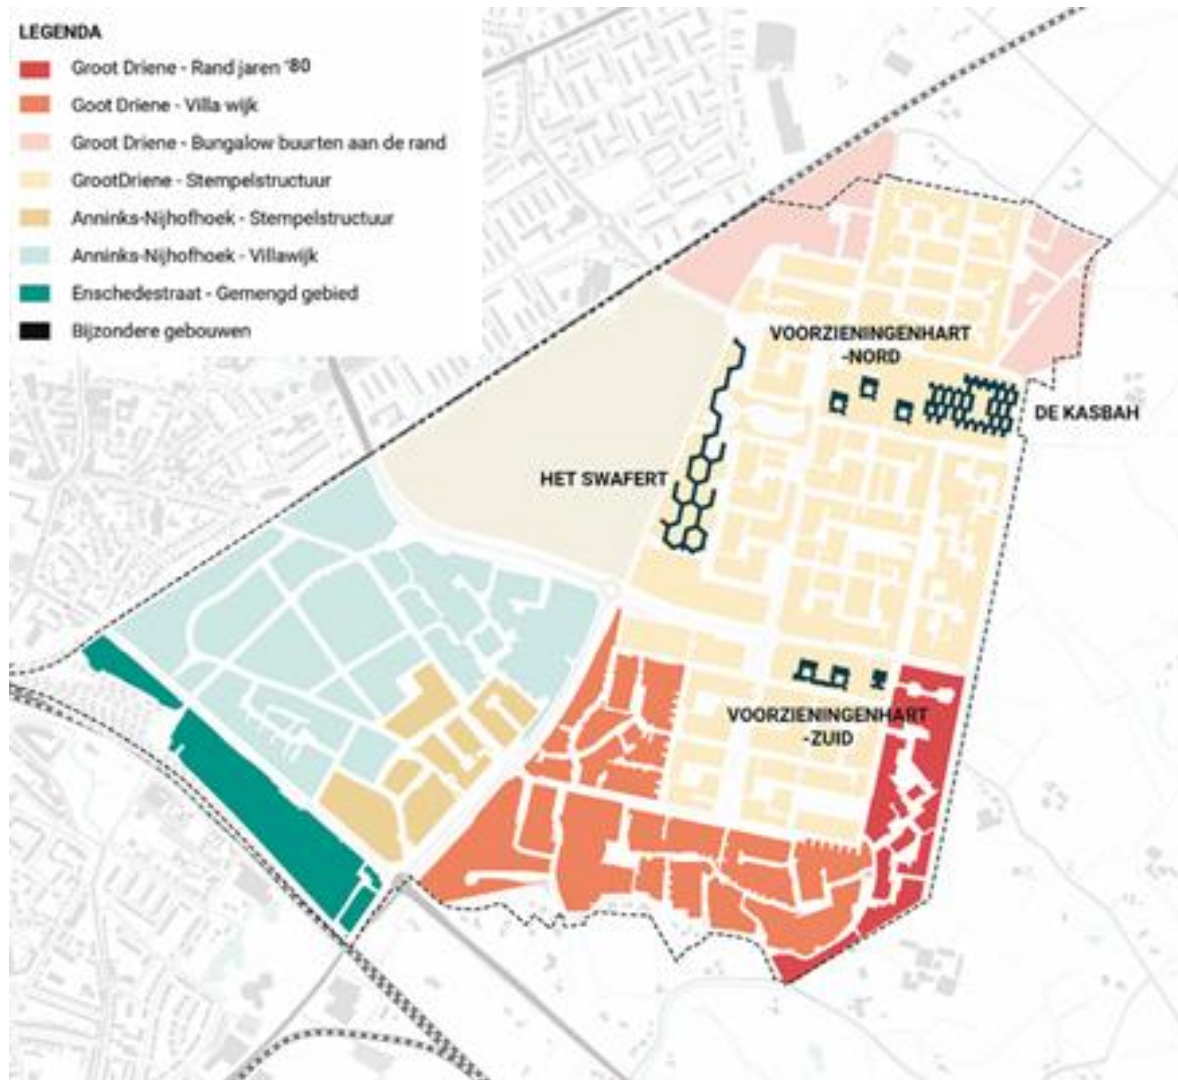 LEGENDA
Groot Driene - Rand jaren '80
Goot Driene - Villa wijk
Groot Driene - Bungalow buurten aan de rand
GrootDriene - Stempelstructuur
Anninks-Nijhofhoek - Stempelstructuur
Anninks-Nijhofhoek - Villawijk
Enschedestraat - Gemengd gebied
Bijzondere gebouwen
VOORZIENINGENHART
-NORD
DE KASBAH
HET SWAFERT
VOORZIENINGENHART
-ZUID